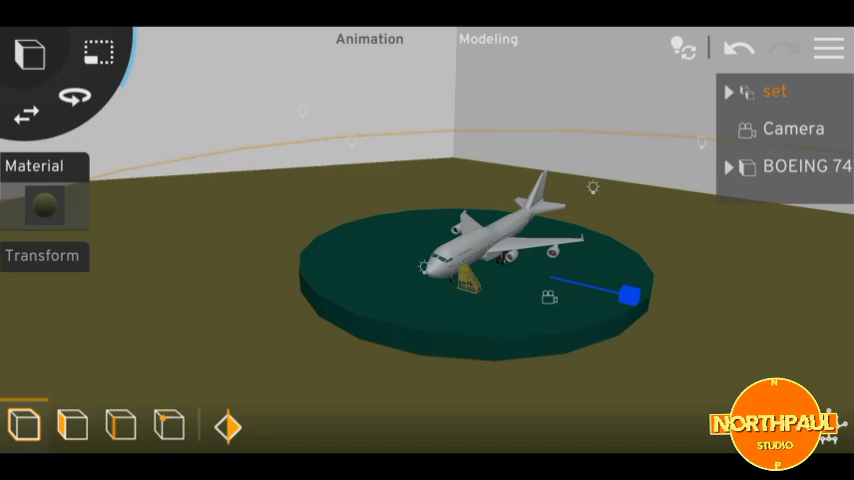 Animation
Modeling
set
Camera
BOEING 74
Material
Transform
N
NORTHPAUL
STUDIO
P